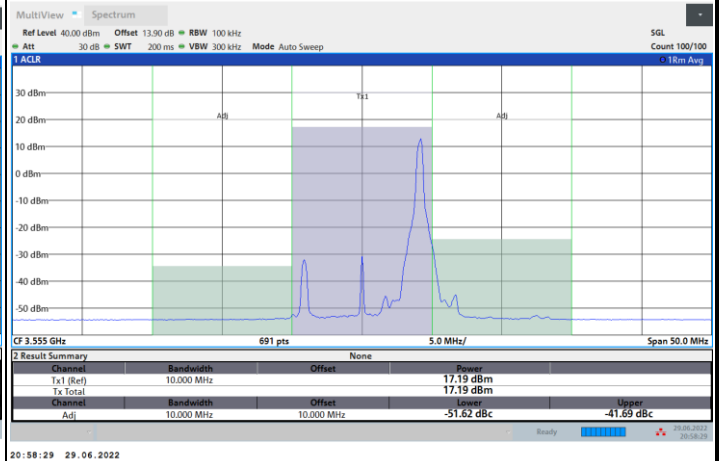 MultiView Spectrum
Ref Level 40.00 dBm Offset 13.90 dB RBW 100 kHz SGL
Att 30 dB SWT 200 ms VBW 300 kHz Mode Auto Sweep Count 100/100
1 ACLR 1Rm Avg
Tx1
Adj Adj
30 dBm
20 dBm
10 dBm
0 dBm
-10 dBm
-20 dBm
-30 dBm
-40 dBm
-50 dBm
CF 3.555 GHz 691 pts 5.0 MHz/ Span 50.0 MHz
2 Result Summary None
Channel Bandwidth Offset Power
Tx1 (Ref) 10.000 MHz 17.19 dBm
Tx Total 17.19 dBm
Channel Bandwidth Offset Lower Upper
Adj 10.000 MHz 10.000 MHz -51.62 dBc -41.69 dBc
Ready 29.06.2022
20:58:29
20:58:29 29.06.2022